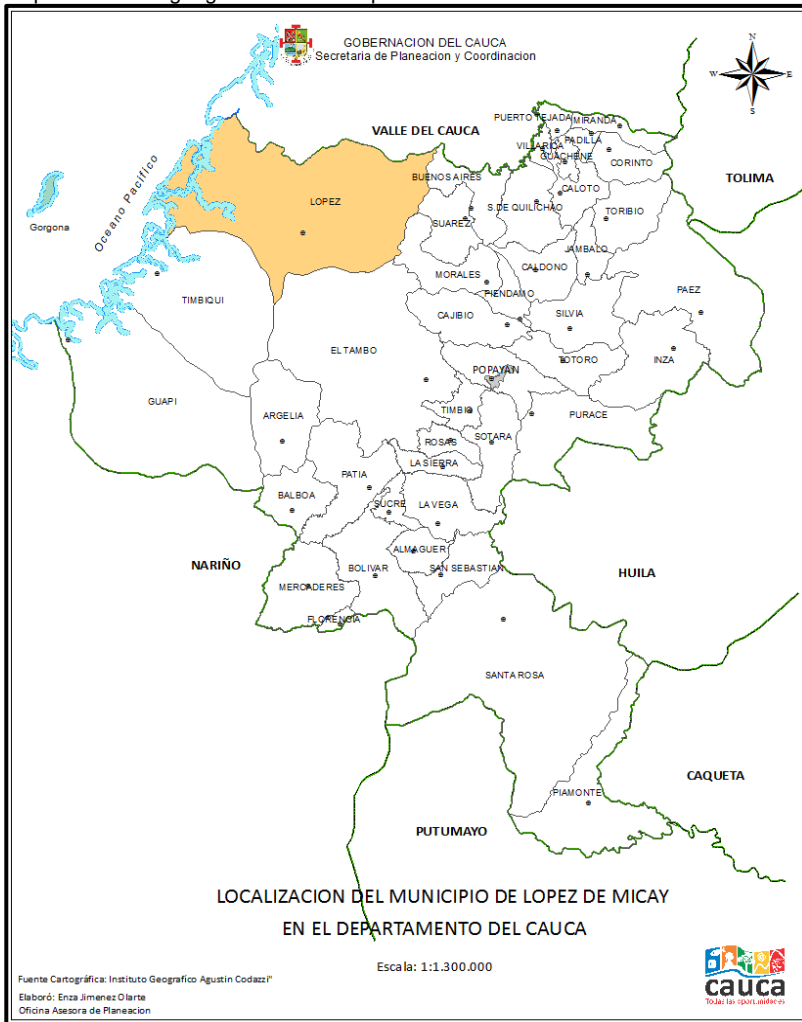 GOBERNACION DEL CAUCA
Secretaria de Planeacion y Coordinacion
N
W
E
S
VALLE DEL CAUCA
PUERTO TEJADA
MIRANDA
PADILLA
VILLARICA
GUACHENE
CORINTO
TOLIMA
BUENOS AIRES
CALOTO
LOPEZ
S.DE QUILICHAO
TORIBIO
Gorgona
Oceano Pacifico
SUAREZ
JAMBALO
MORALES
CALDONO
PAEZ
TIMBIQUI
PIENDAMO
CAJIBIO
SILVIA
EL TAMBO
TOTORO
INZA
POPAYAN
GUAPI
ARGELIA
TIMBIO
PURACE
ROSAS
SOTARA
LA SIERRA
PATIA
BALBOA
SUCRE
LA VEGA
NARIÑO
ALMAGUER
BOLIVAR
SAN SEBASTIAN
HUILA
MERCADERES
FLORENCIA
SANTA ROSA
CAQUETA
PIAMONTE
PUTUMAYO
LOCALIZACION DEL MUNICIPIO DE LOPEZ DE MICAY
EN EL DEPARTAMENTO DEL CAUCA
Escala: 1:1.300.000
Fuente Cartográfica: Instituto Geografico Agustin Codazzi"
Elaboró: Enza Jimenez Olarte
Oficina Asesora de Planeacion
cauca
Todas las oportunidades